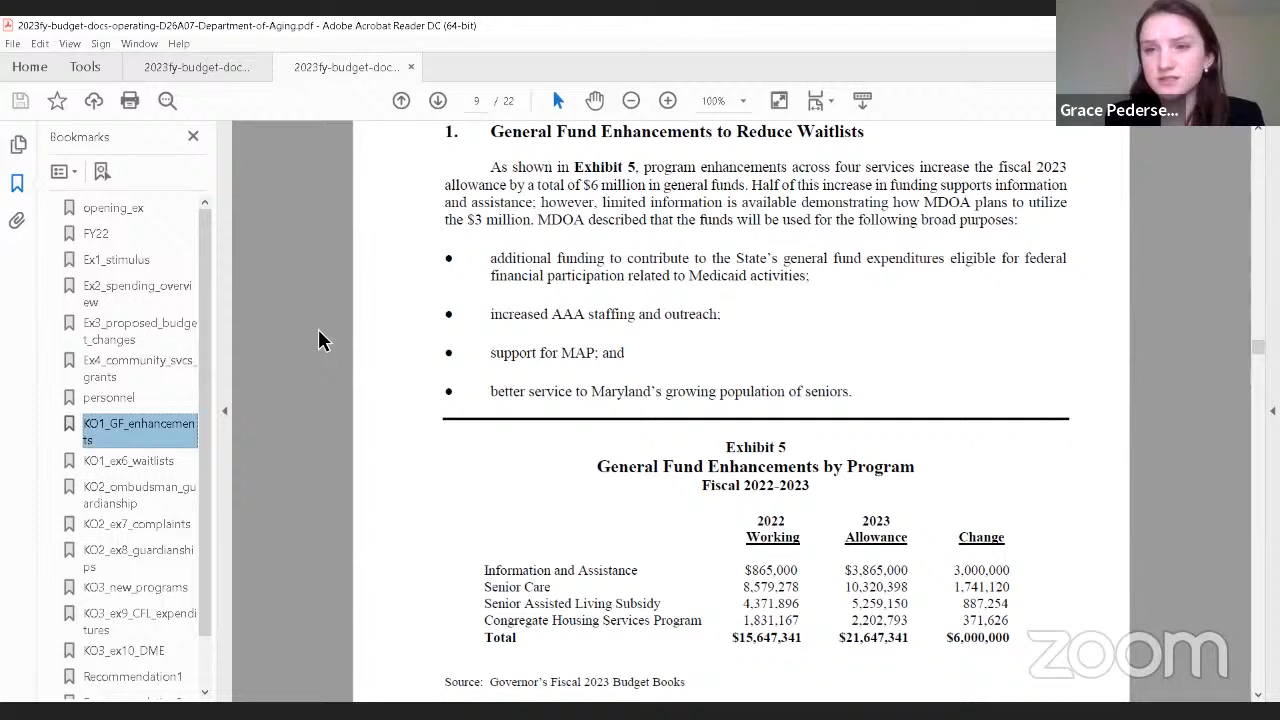 2023fy-budget-docs-operating-D26A07-Department-of-Aging.pdf - Adobe Acrobat Reader DC (64-bit)
File Edit View Sign Window Help
Home Tools 2023fy-budget-doc... 2023fy-budget-doc... ×
9 / 22 100%
Grace Pederse...
Bookmarks
opening_ex
FY22
Ex1_stimulus
Ex2_spending_overvi
ew
Ex3_proposed_budge
t_changes
Ex4_community_svcs_
grants
personnel
KO1_GF_enhancemen
ts
KO1_ex6_waitlists
KO2_ombudsman_gu
ardianship
KO2_ex7_complaints
KO2_ex8_guardianshi
ps
KO3_new_programs
KO3_ex9_CFL_expendi
tures
KO3_ex10_DME
Recommendation1
1. General Fund Enhancements to Reduce Waitlists
As shown in Exhibit 5, program enhancements across four services increase the fiscal 2023
allowance by a total of $6 million in general funds. Half of this increase in funding supports information
and assistance; however, limited information is available demonstrating how MDOA plans to utilize
the $3 million. MDOA described that the funds will be used for the following broad purposes:
● additional funding to contribute to the State's general fund expenditures eligible for federal
financial participation related to Medicaid activities;
● increased AAA staffing and outreach;
● support for MAP; and
● better service to Maryland's growing population of seniors.
Exhibit 5
General Fund Enhancements by Program
Fiscal 2022-2023
2022 2023
Working Allowance Change
Information and Assistance $865,000 $3,865,000 3,000,000
Senior Care 8,579,278 10,320,398 1,741,120
Senior Assisted Living Subsidy 4,371,896 5,259,150 887,254
Congregate Housing Services Program 1,831,167 2,202,793 371,626
Total $15,647,341 $21,647,341 $6,000,000
Source: Governor's Fiscal 2023 Budget Books
zoom